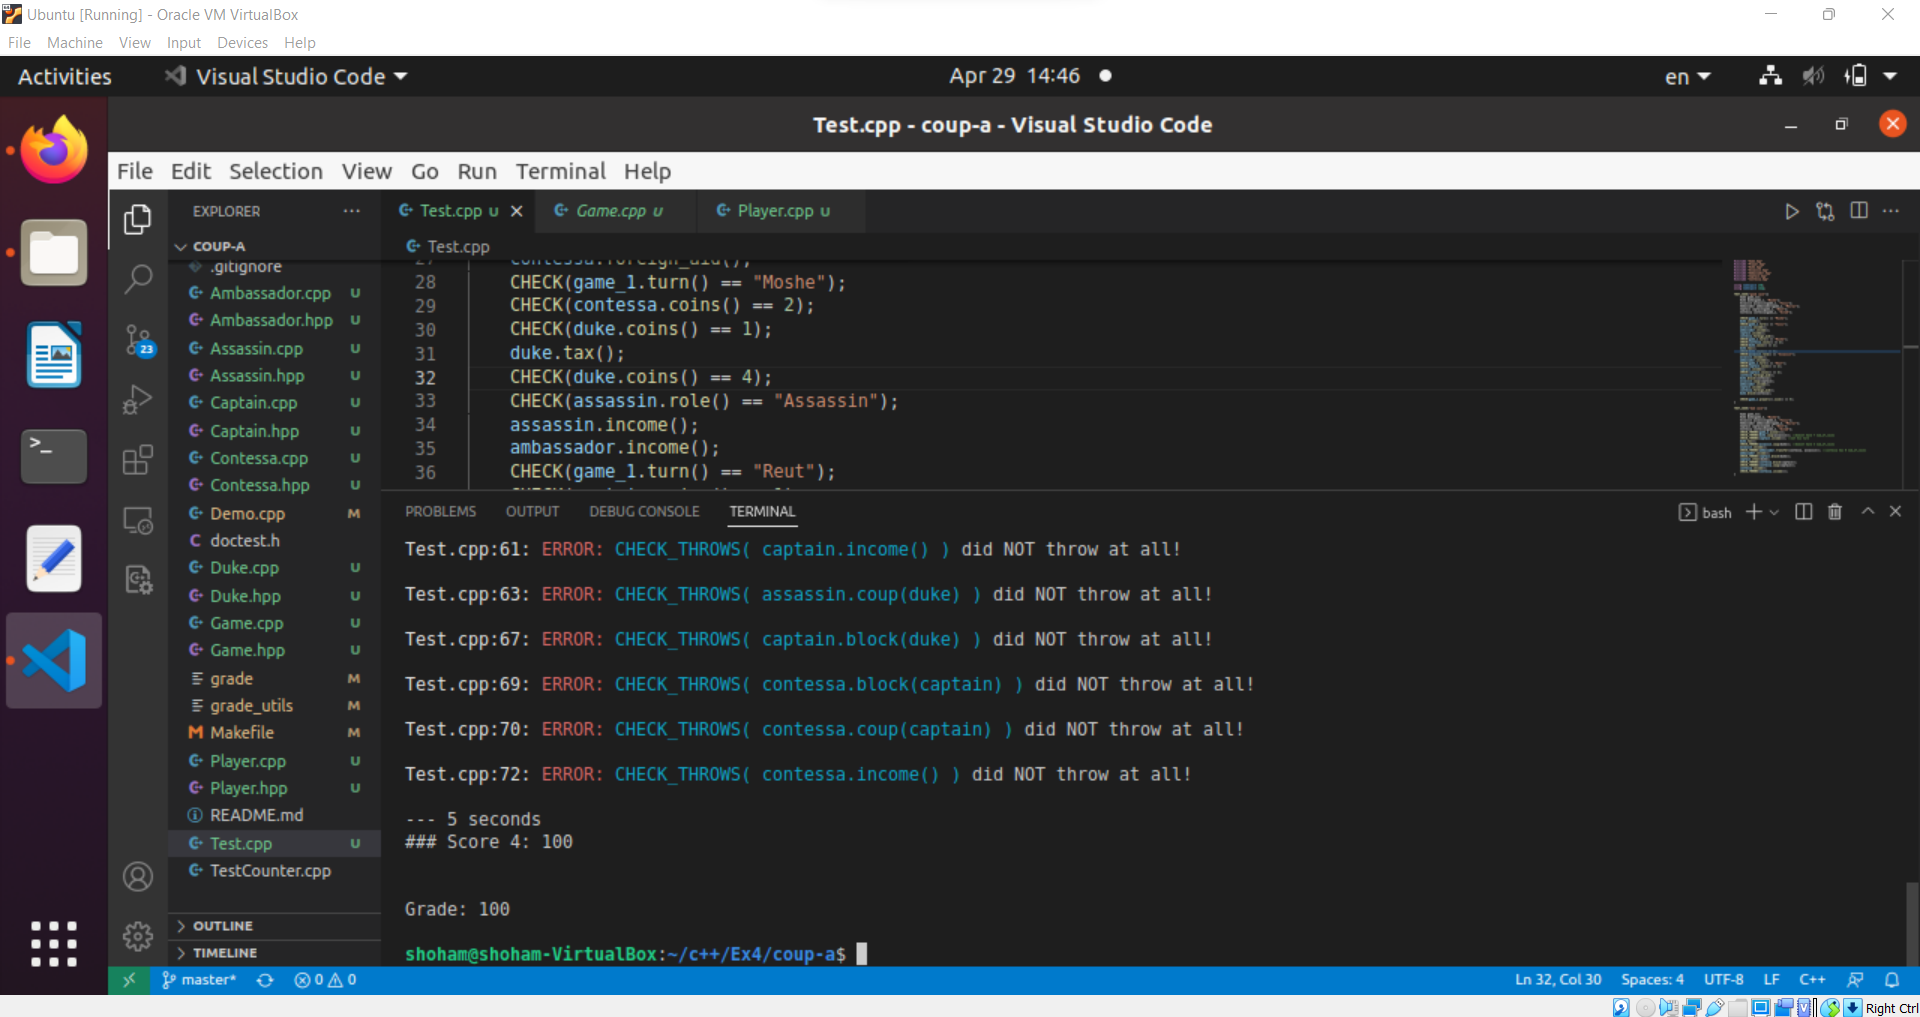 Ubuntu [Running] - Oracle VM VirtualBox
File Machine View Input Devices Help
Activities Visual Studio Code Apr 29 14:46 en
Test.cpp - coup-a - Visual Studio Code
File Edit Selection View Go Run Terminal Help
EXPLORER
Test.cpp U Game.cpp U Player.cpp U
COUP-A
Test.cpp
.gitignore
Ambassador.cpp U
Ambassador.hpp U
Assassin.cpp U
Assassin.hpp U
Captain.cpp U
Captain.hpp U
Contessa.cpp U
Contessa.hpp U
Demo.cpp M
doctest.h
Duke.cpp U
Duke.hpp U
Game.cpp U
Game.hpp U
grade M
grade_utils M
Makefile M
Player.cpp U
Player.hpp U
README.md
Test.cpp U
TestCounter.cpp
OUTLINE
TIMELINE
23
27 contessa.foreign_aid();
28 CHECK(game_1.turn() == "Moshe");
29 CHECK(contessa.coins() == 2);
30 CHECK(duke.coins() == 1);
31 duke.tax();
32 CHECK(duke.coins() == 4);
33 CHECK(assassin.role() == "Assassin");
34 assassin.income();
35 ambassador.income();
36 CHECK(game_1.turn() == "Reut");
PROBLEMS OUTPUT DEBUG CONSOLE TERMINAL bash
Test.cpp:61: ERROR: CHECK_THROWS( captain.income() ) did NOT throw at all!
Test.cpp:63: ERROR: CHECK_THROWS( assassin.coup(duke) ) did NOT throw at all!
Test.cpp:67: ERROR: CHECK_THROWS( captain.block(duke) ) did NOT throw at all!
Test.cpp:69: ERROR: CHECK_THROWS( contessa.block(captain) ) did NOT throw at all!
Test.cpp:70: ERROR: CHECK_THROWS( contessa.coup(captain) ) did NOT throw at all!
Test.cpp:72: ERROR: CHECK_THROWS( contessa.income() ) did NOT throw at all!
--- 5 seconds
### Score 4: 100
Grade: 100
shoham@shoham-VirtualBox:~/c++/Ex4/coup-a$
master* 0 0 Ln 32, Col 30 Spaces: 4 UTF-8 LF C++
Right Ctrl